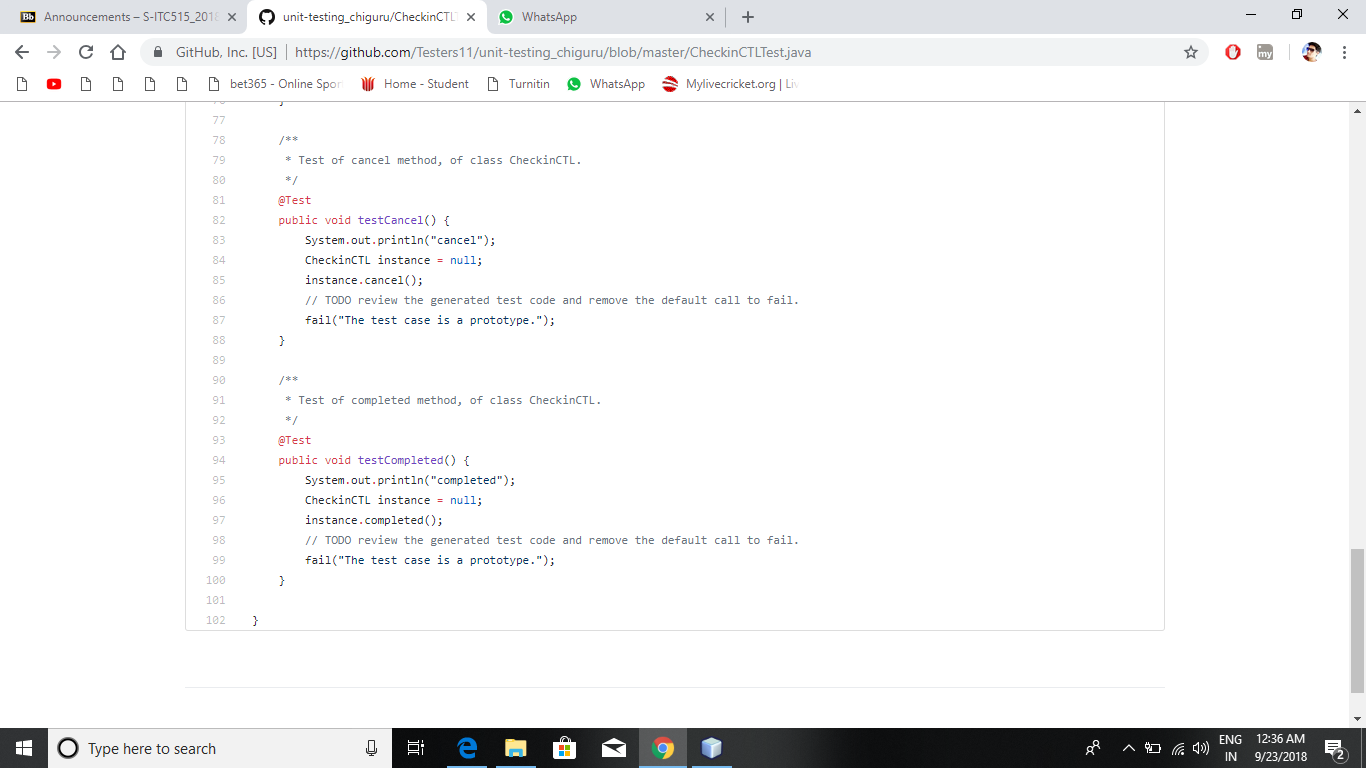 Announcements – S-ITC515_2018
unit-testing_chiguru/CheckinCTLT
WhatsApp
GitHub, Inc. [US] | https://github.com/Testers11/unit-testing_chiguru/blob/master/CheckinCTLTest.java
bet365 - Online Spor
Home - Student
Turnitin
WhatsApp
Mylivecricket.org | Liv
77
78 /**
79 * Test of cancel method, of class CheckinCTL.
80 */
81 @Test
82 public void testCancel() {
83 System.out.println("cancel");
84 CheckinCTL instance = null;
85 instance.cancel();
86 // TODO review the generated test code and remove the default call to fail.
87 fail("The test case is a prototype.");
88 }
89
90 /**
91 * Test of completed method, of class CheckinCTL.
92 */
93 @Test
94 public void testCompleted() {
95 System.out.println("completed");
96 CheckinCTL instance = null;
97 instance.completed();
98 // TODO review the generated test code and remove the default call to fail.
99 fail("The test case is a prototype.");
100 }
101
102 }
Type here to search
ENG
IN
12:36 AM
9/23/2018
2